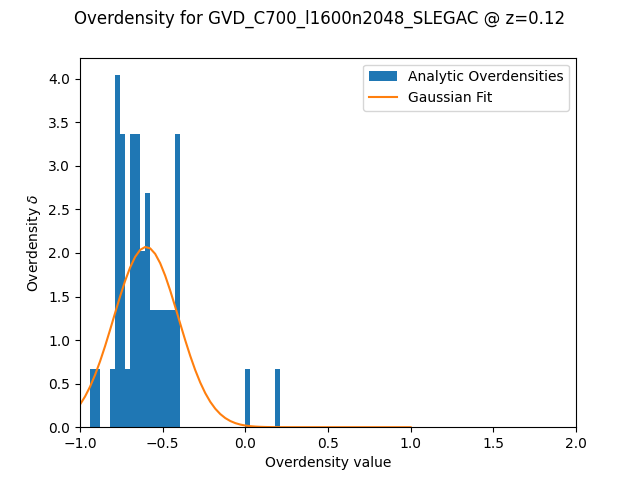 Overdensity for GVD_C700_l1600n2048_SLEGAC @ z=0.12
Analytic Overdensities
Gaussian Fit
Overdensity δ
4.0
3.5
3.0
2.5
2.0
1.5
1.0
0.5
0.0
−1.0 −0.5 0.0 0.5 1.0 1.5 2.0
Overdensity value